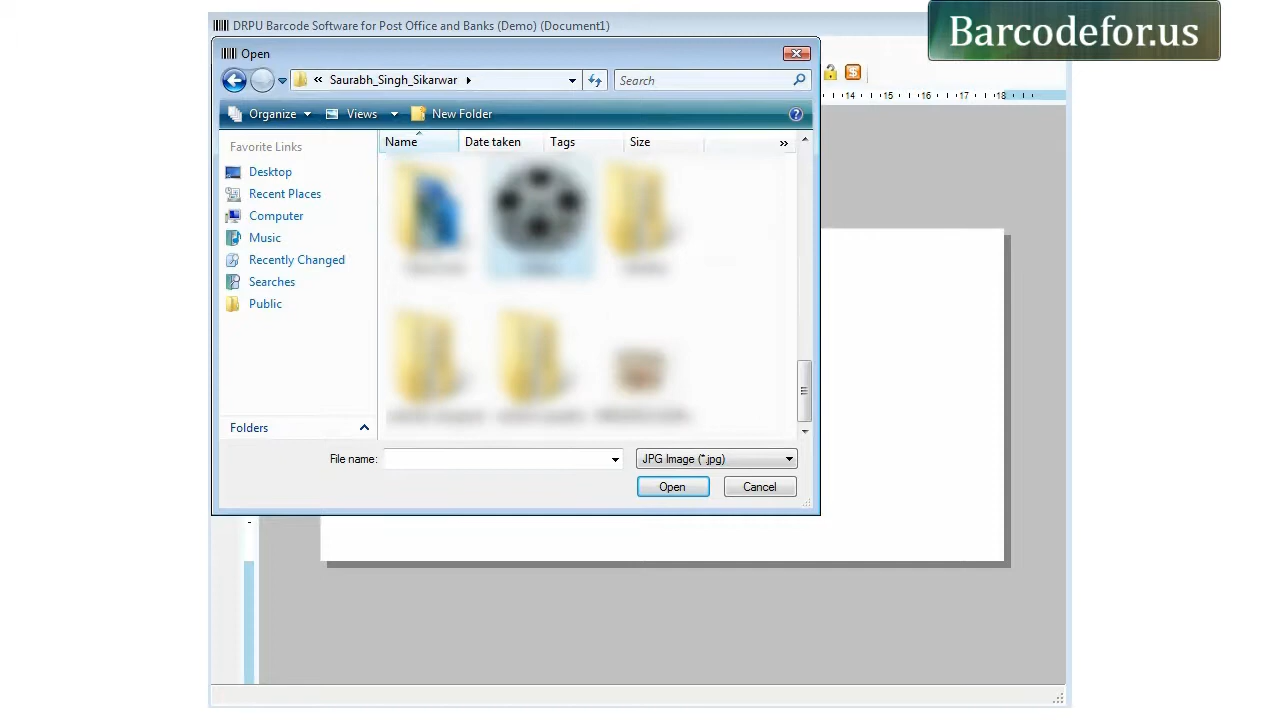 DRPU Barcode Software for Post Office and Banks (Demo) (Document1)
Barcodefor.us
Open
« Saurabh_Singh_Sikarwar
Search
Organize Views New Folder
14 15 16 17 18
Favorite Links
Name Date taken Tags Size »
Desktop
Recent Places
Computer
Music
Recently Changed
Searches
Public
Folders
File name:
JPG Image (*.jpg)
Open Cancel